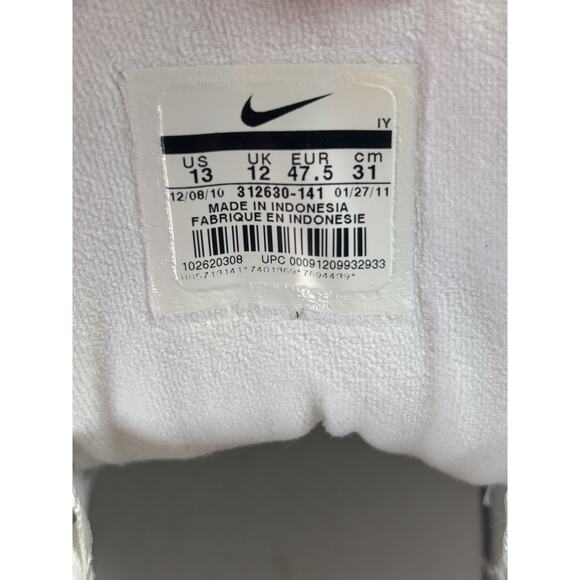 IY
US UK EUR cm
13 12 47.5 31
12/08/10 312630-141 01/27/11
MADE IN INDONESIA
FABRIQUE EN INDONESIE
102620308 UPC 00091209932933